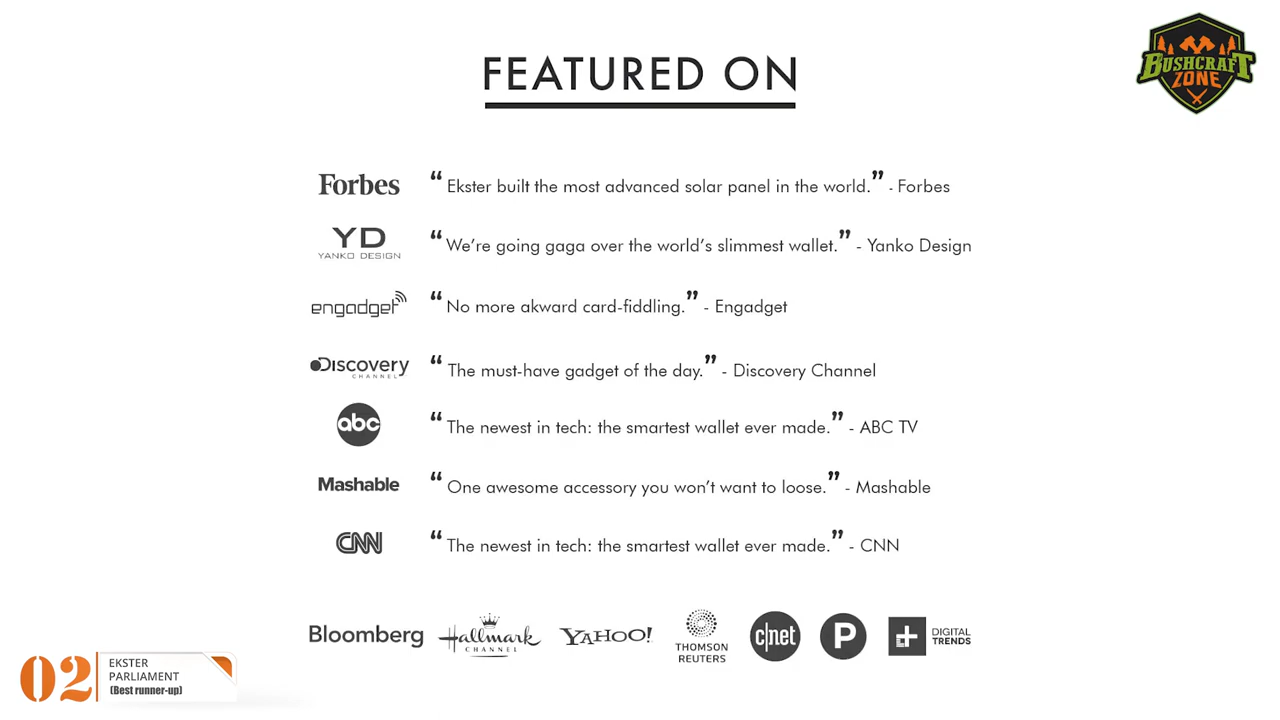 FEATURED ON
BUSHCRAFT
ZONE
Forbes “Ekster built the most advanced solar panel in the world.” - Forbes
YD
YANKO DESIGN “We’re going gaga over the world’s slimmest wallet.” - Yanko Design
engadget “No more akward card-fiddling.” - Engadget
Discovery
CHANNEL “The must-have gadget of the day.” - Discovery Channel
abc “The newest in tech: the smartest wallet ever made.” - ABC TV
Mashable “One awesome accessory you won’t want to loose.” - Mashable
CNN “The newest in tech: the smartest wallet ever made.” - CNN
Bloomberg
Hallmark
CHANNEL
YAHOO!
THOMSON
REUTERS
c|net
P
DIGITAL
TRENDS
02
EKSTER
PARLIAMENT
(Best runner-up)